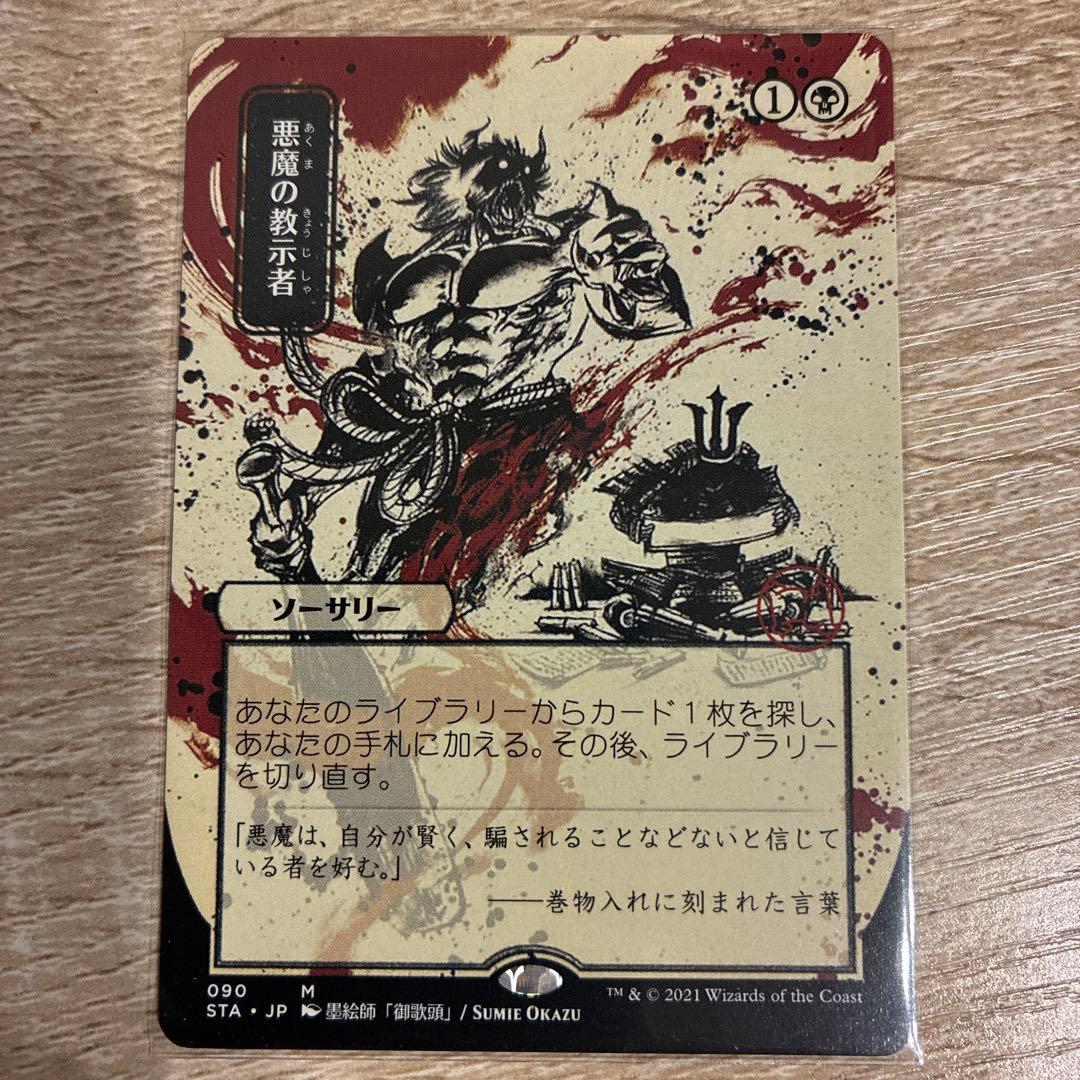 悪魔の教示者
あくま きょうじしゃ
1
ソーサリー
あなたのライブラリーからカード1枚を探し、
あなたの手札に加える。その後、ライブラリー
を切り直す。
「悪魔は、自分が賢く、騙されることなどないと信じて
いる者を好む。」
――巻物入れに刻まれた言葉
090 M
STA • JP 墨絵師「御歌頭」 / SUMIE OKAZU
™ & © 2021 Wizards of the Coast